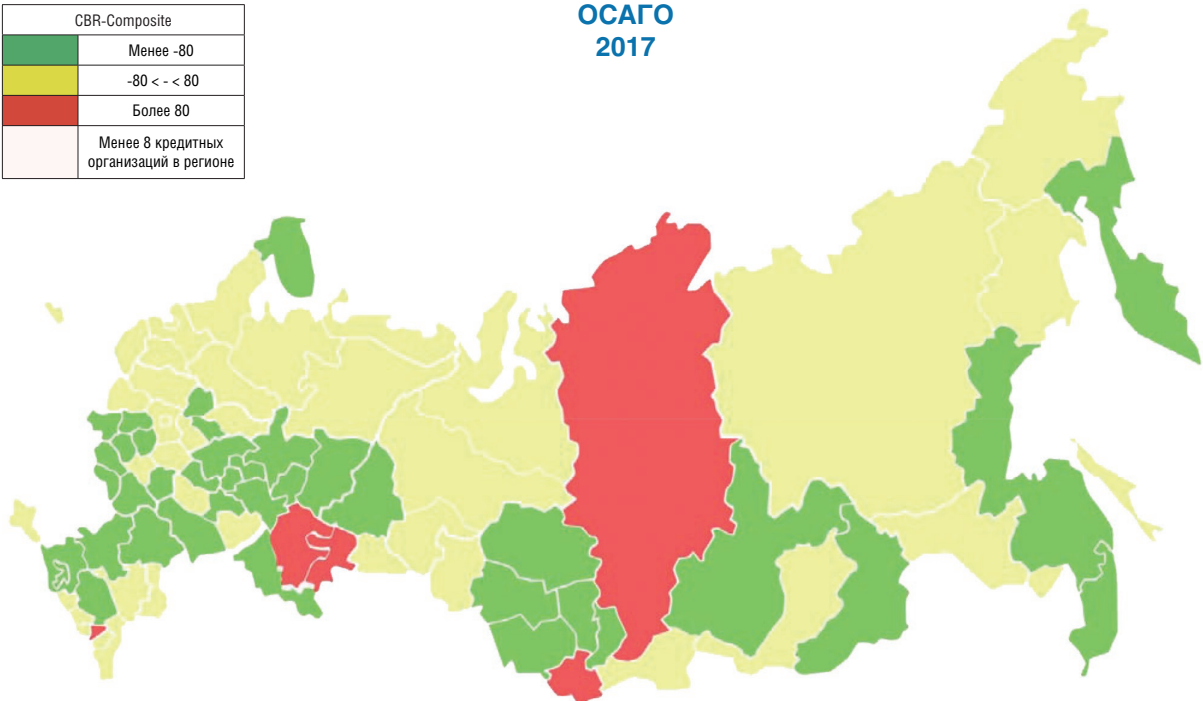 CBR-Composite
Менее -80
-80 < - < 80
Более 80
Менее 8 кредитных
организаций в регионе
ОСАГО
2017